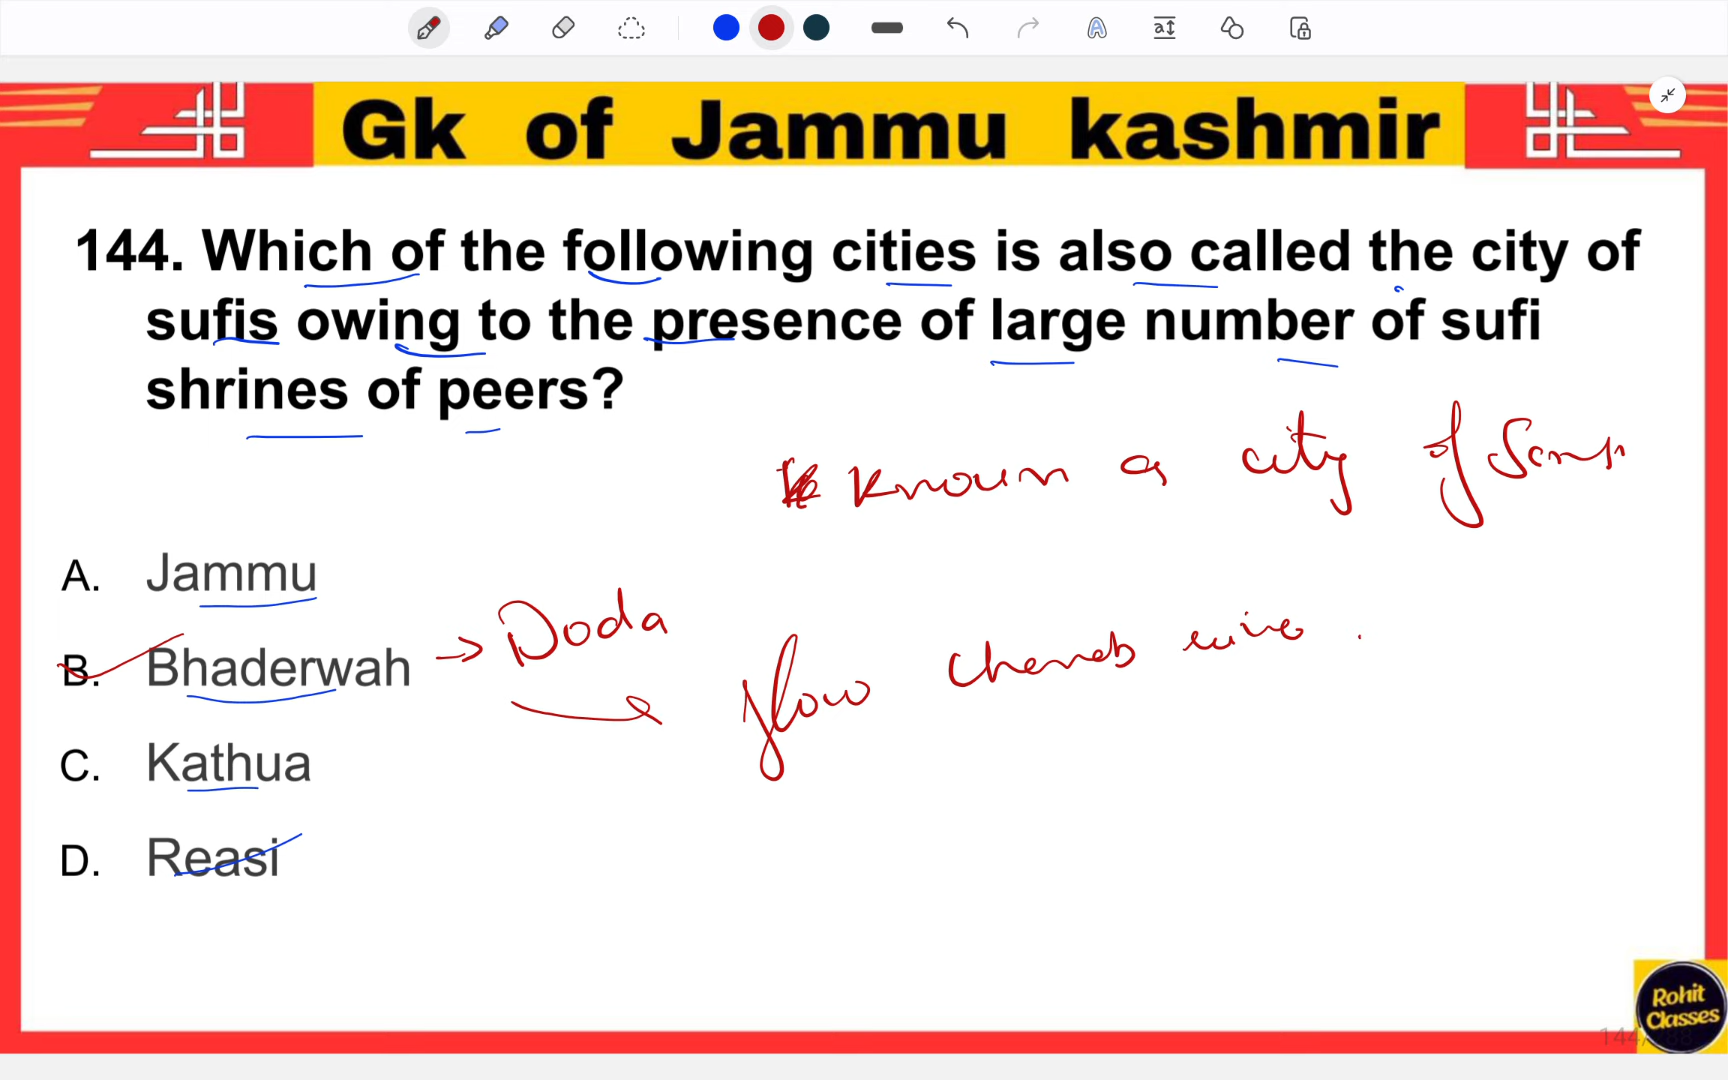 Gk of Jammu kashmir
144. Which of the following cities is also called the city of
sufis owing to the presence of large number of sufi
shrines of peers?
Known as city of
A. Jammu
B. Bhaderwah → Doda
flow Chenab
C. Kathua
D. Reasi
Rohit
Classes